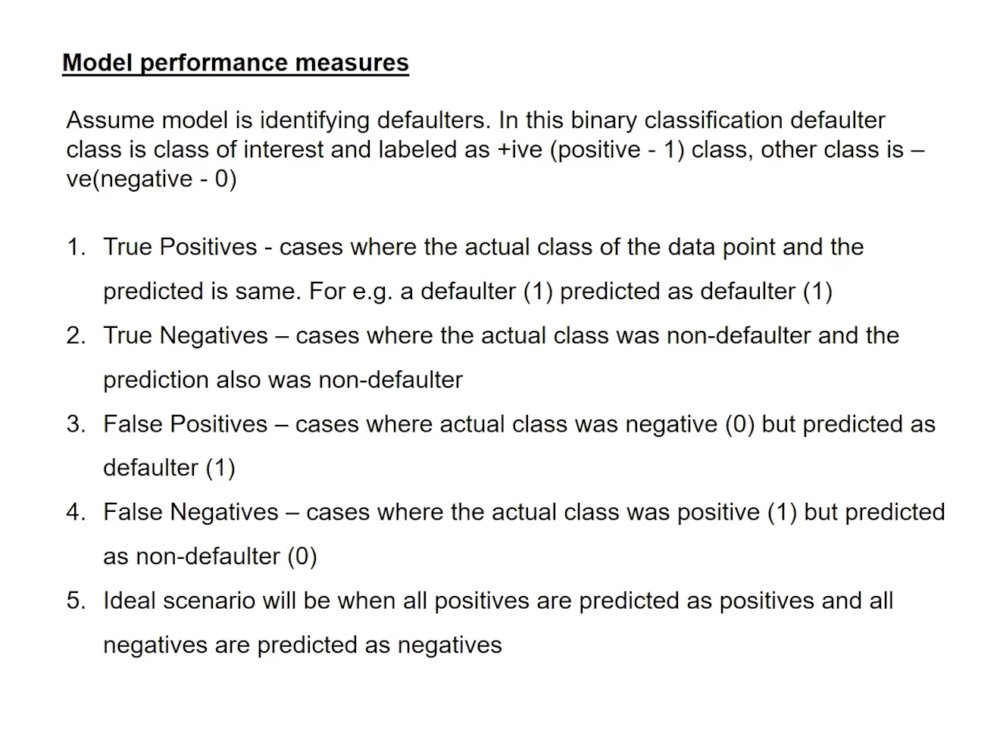 Model performance measures
Assume model is identifying defaulters. In this binary classification defaulter
class is class of interest and labeled as +ive (positive - 1) class, other class is –
ve(negative - 0)
1. True Positives - cases where the actual class of the data point and the
predicted is same. For e.g. a defaulter (1) predicted as defaulter (1)
2. True Negatives – cases where the actual class was non-defaulter and the
prediction also was non-defaulter
3. False Positives – cases where actual class was negative (0) but predicted as
defaulter (1)
4. False Negatives – cases where the actual class was positive (1) but predicted
as non-defaulter (0)
5. Ideal scenario will be when all positives are predicted as positives and all
negatives are predicted as negatives